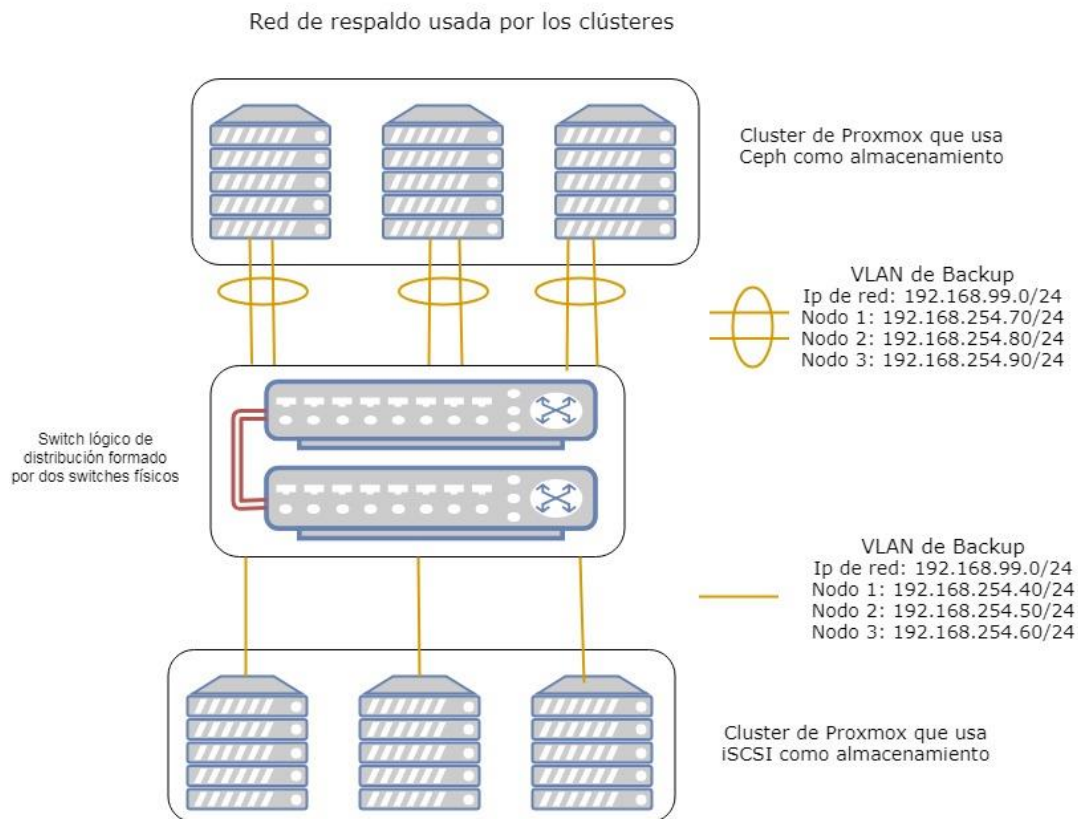 Red de respaldo usada por los clústeres
Cluster de Proxmox que usa
Ceph como almacenamiento
VLAN de Backup
Ip de red: 192.168.99.0/24
Nodo 1: 192.168.254.70/24
Nodo 2: 192.168.254.80/24
Nodo 3: 192.168.254.90/24
Switch lógico de
distribución formado
por dos switches físicos
VLAN de Backup
Ip de red: 192.168.99.0/24
Nodo 1: 192.168.254.40/24
Nodo 2: 192.168.254.50/24
Nodo 3: 192.168.254.60/24
Cluster de Proxmox que usa
iSCSI como almacenamiento